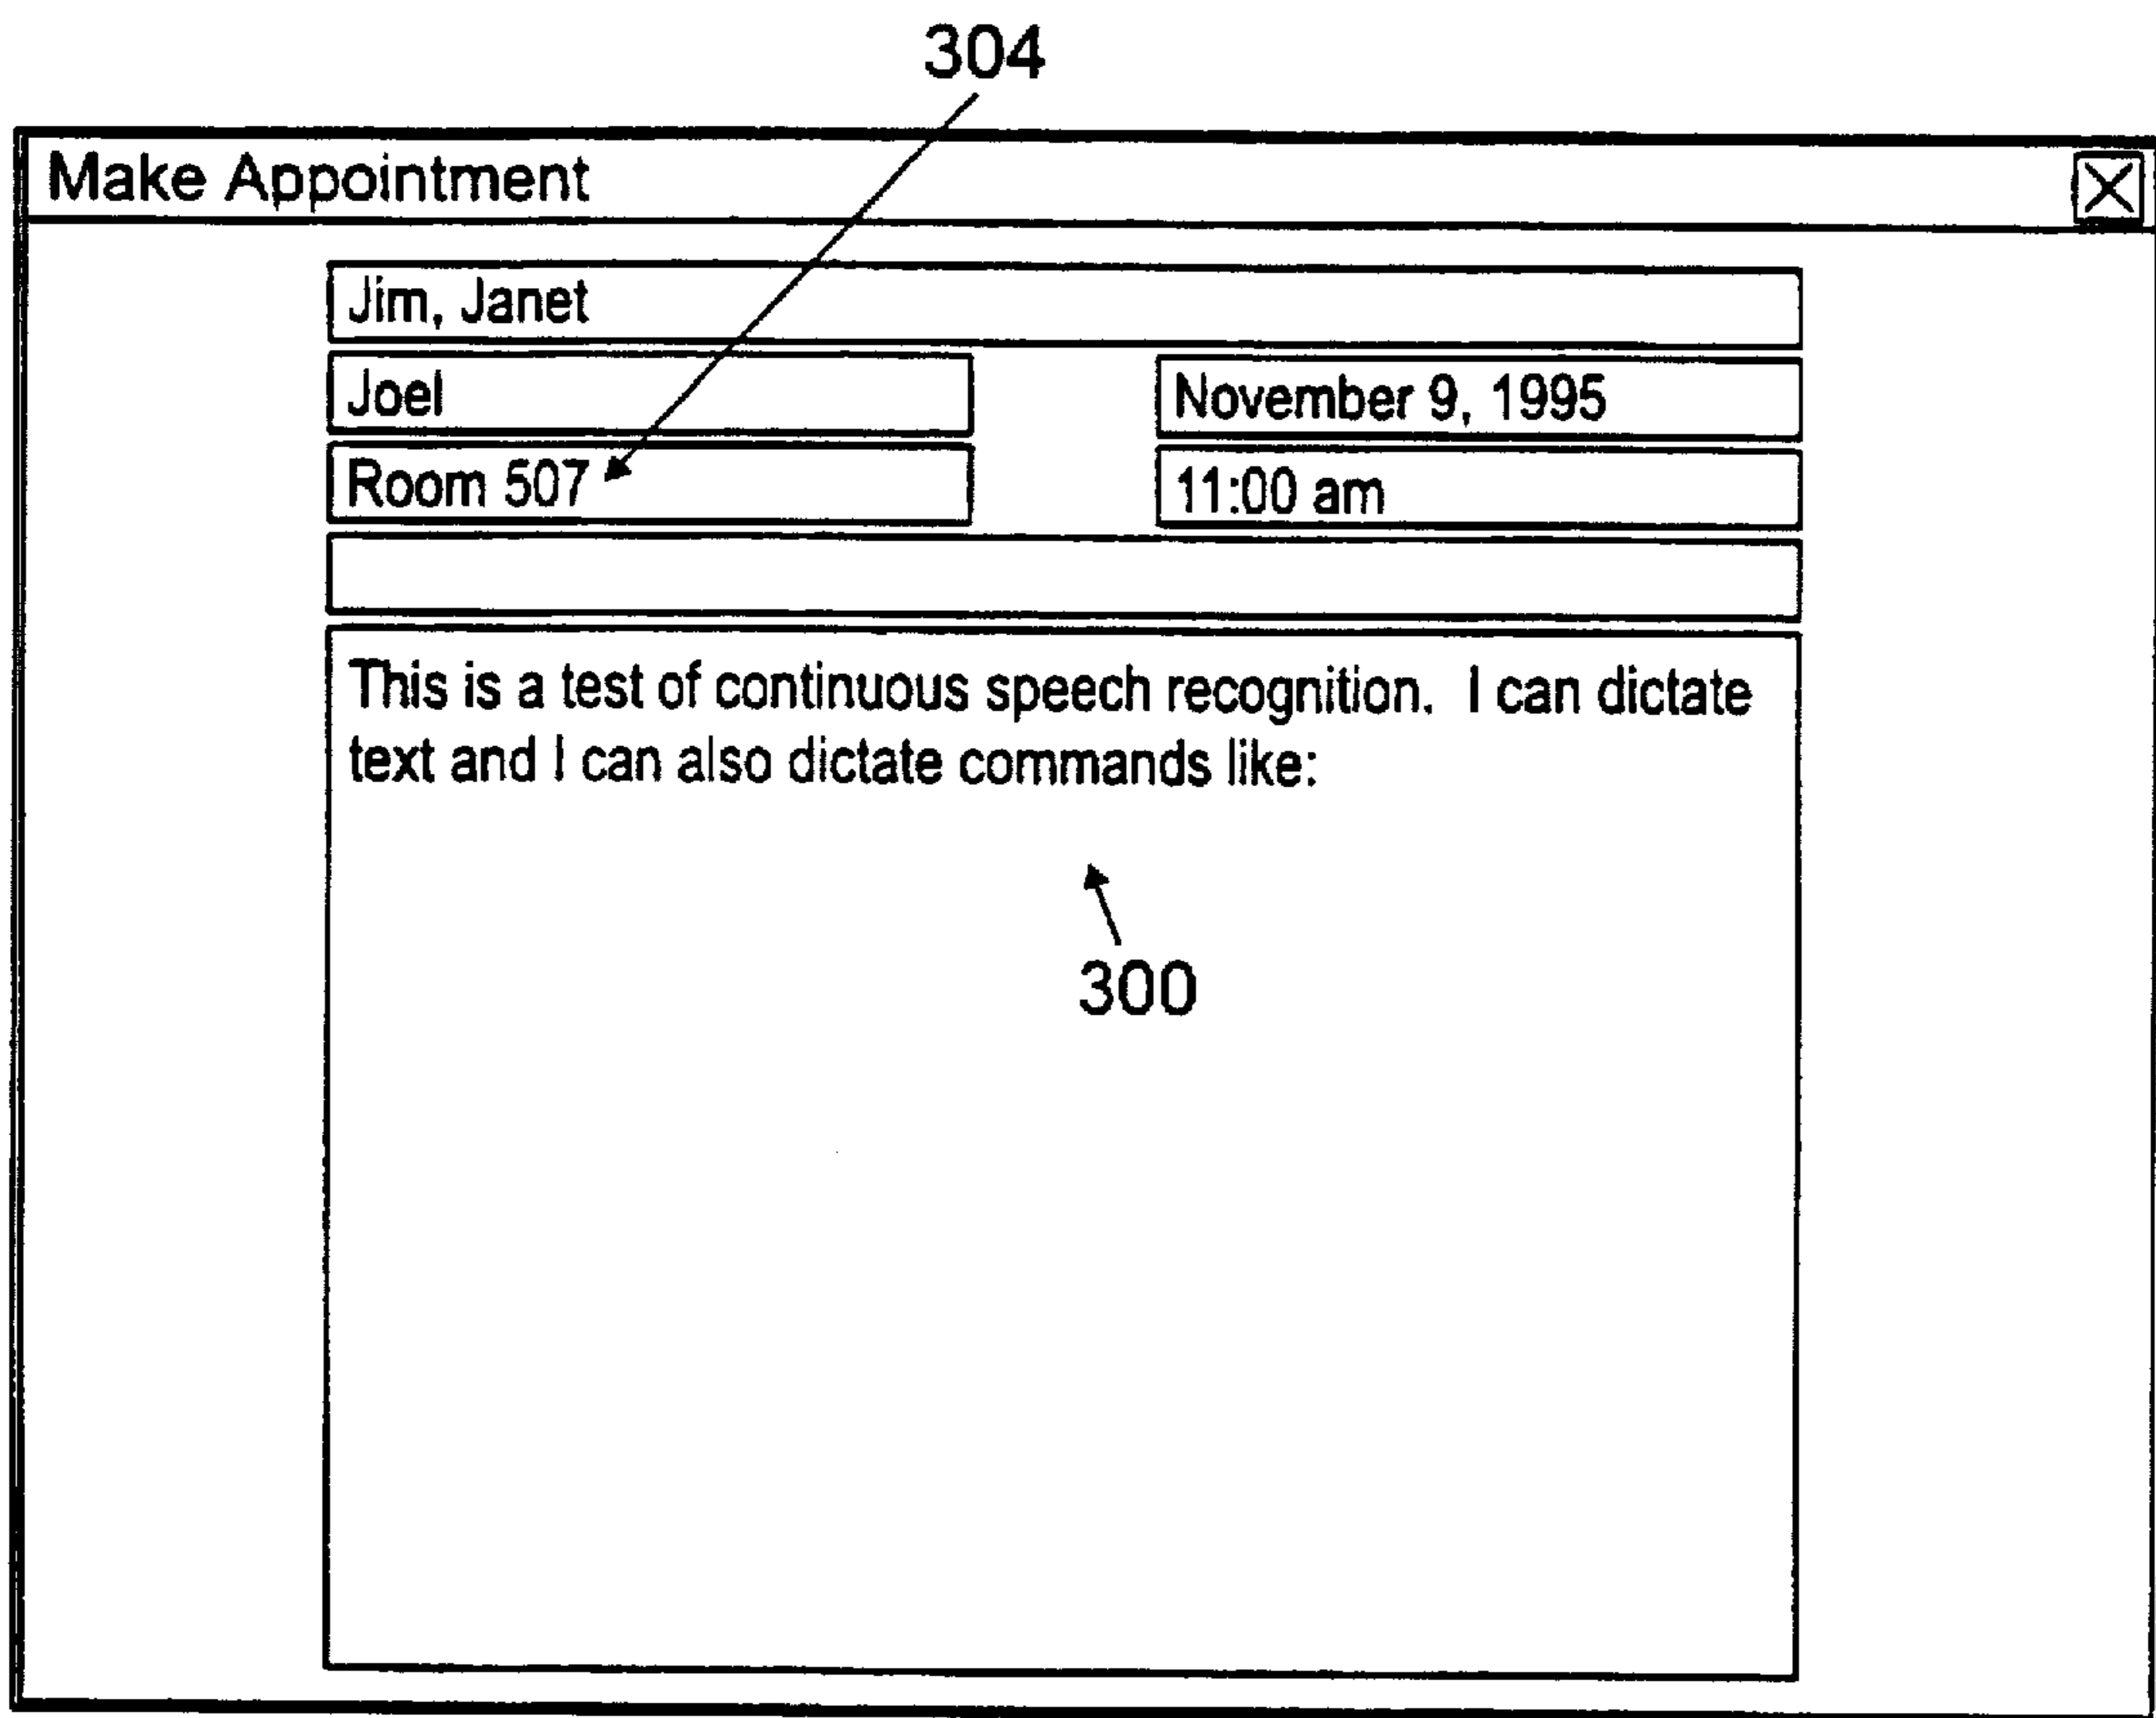 304
Make Appointment
Jim, Janet
Joel
November 9, 1995
Room 507
11:00 am
This is a test of continuous speech recognition.  I can dictate
text and I can also dictate commands like:
300